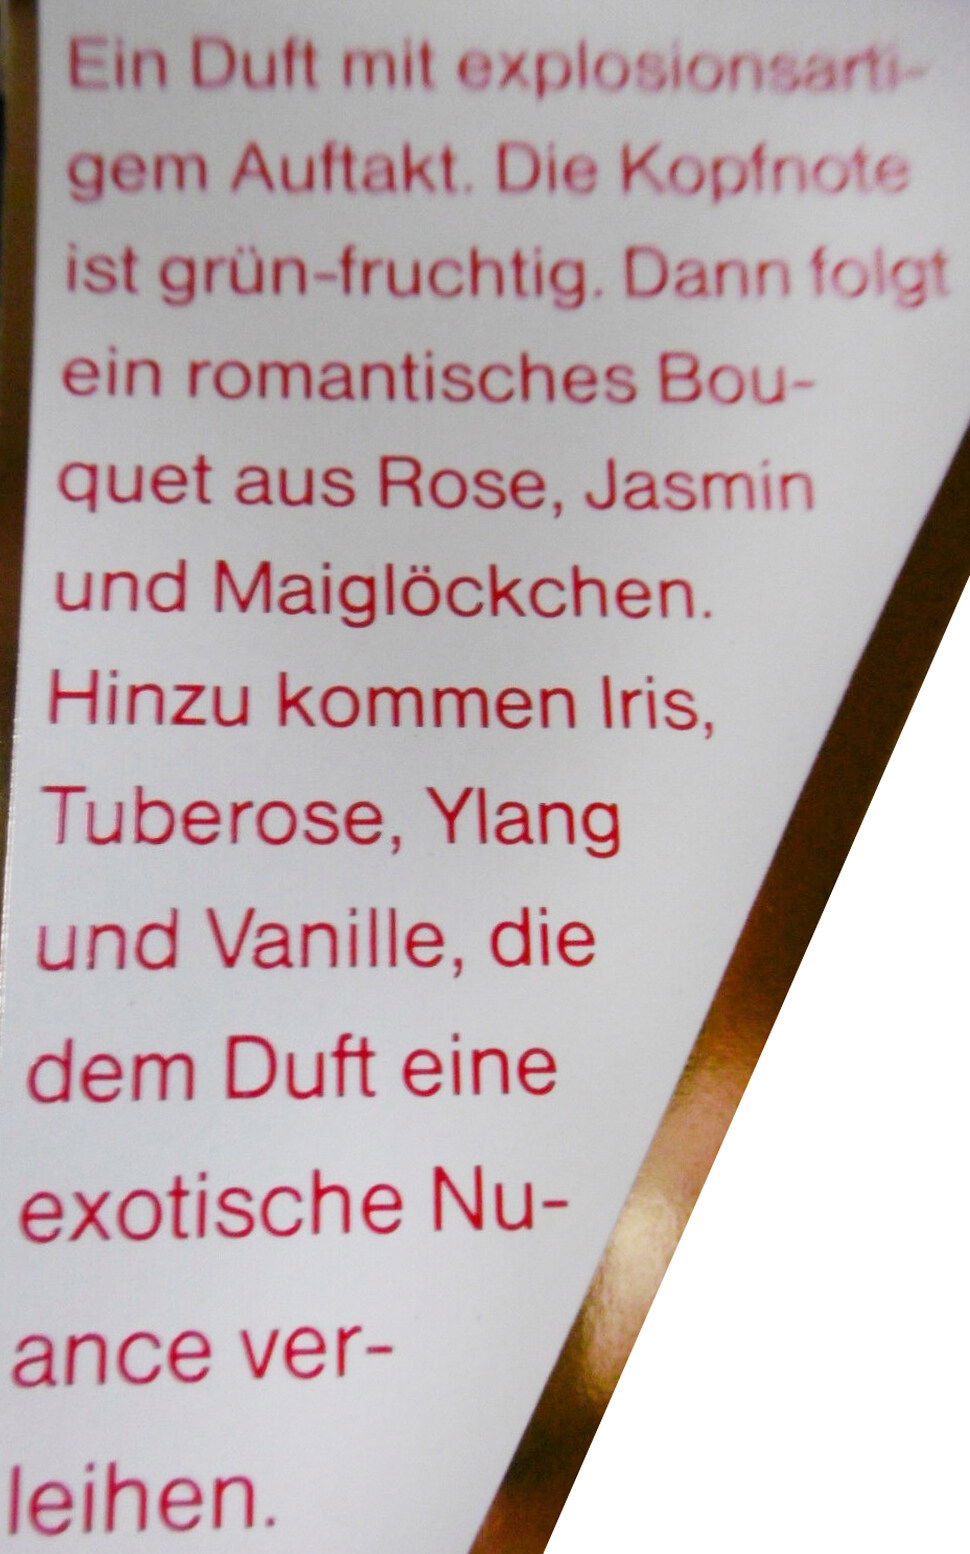 Ein Duft mit explosionsarti-
gem Auftakt. Die Kopfnote
ist grün-fruchtig. Dann folgt
ein romantisches Bou-
quet aus Rose, Jasmin
und Maiglöckchen.
Hinzu kommen Iris,
Tuberose, Ylang
und Vanille, die
dem Duft eine
exotische Nu-
ance ver-
leihen.